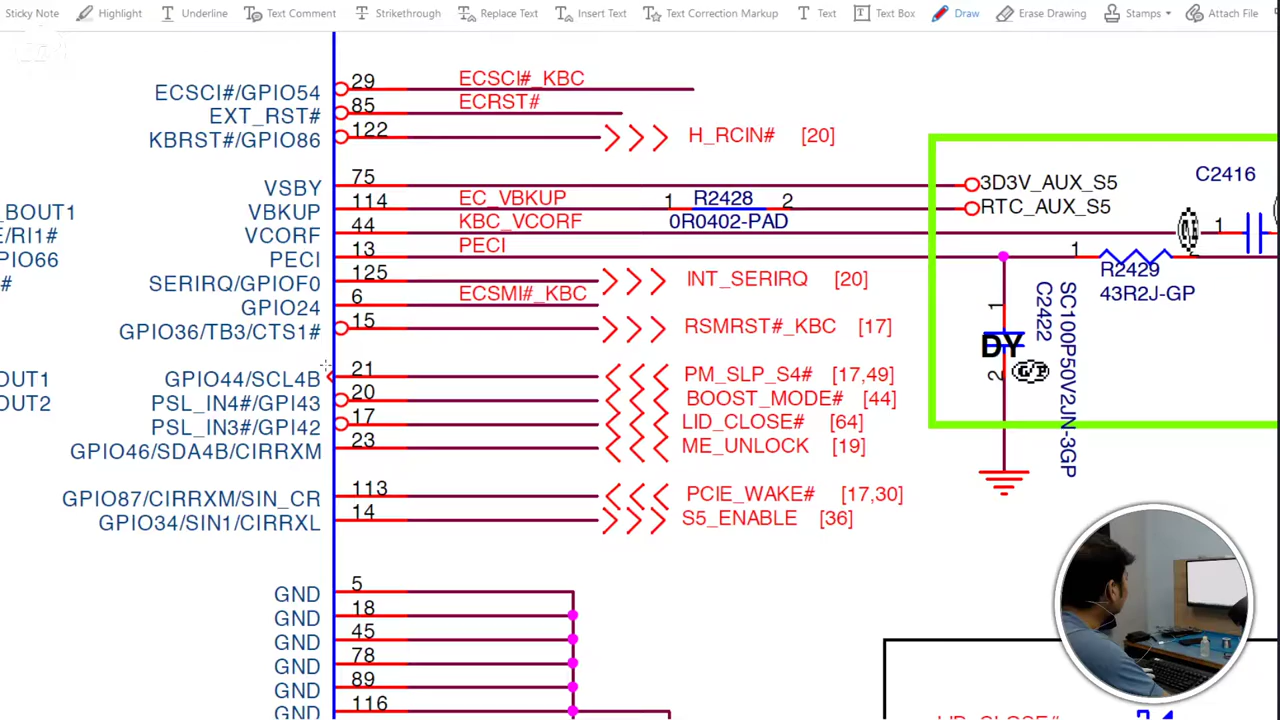 Sticky Note Highlight Underline Text Comment Strikethrough Replace Text Insert Text Text Correction Markup Text Text Box Draw Erase Drawing Stamps Attach File
ECSCI#/GPIO54 29 ECSCI#_KBC
EXT_RST# 85 ECRST#
KBRST#/GPIO86 122 H_RCIN# [20]
VSBY 75 3D3V_AUX_S5 C2416
_BOUT1 VBKUP 114 EC_VBKUP 1 R2428 2 RTC_AUX_S5
E/RI1# VCORF 44 KBC_VCORF 0R0402-PAD 1
PIO66 PECI 13 PECI 1 R2429
# SERIRQ/GPIOF0 125 INT_SERIRQ [20] 43R2J-GP
GPIO24 6 ECSMI#_KBC
GPIO36/TB3/CTS1# 15 RSMRST#_KBC [17]
1 DY 2 C2422 SC100P50V2JN-3GP
OUT1 GPIO44/SCL4B 21 PM_SLP_S4# [17,49]
OUT2 PSL_IN4#/GPI43 20 BOOST_MODE# [44]
PSL_IN3#/GPI42 17 LID_CLOSE# [64]
GPIO46/SDA4B/CIRRXM 23 ME_UNLOCK [19]
GPIO87/CIRRXM/SIN_CR 113 PCIE_WAKE# [17,30]
GPIO34/SIN1/CIRRXL 14 S5_ENABLE [36]
GND 5
GND 18
GND 45
GND 78
GND 89
GND 116